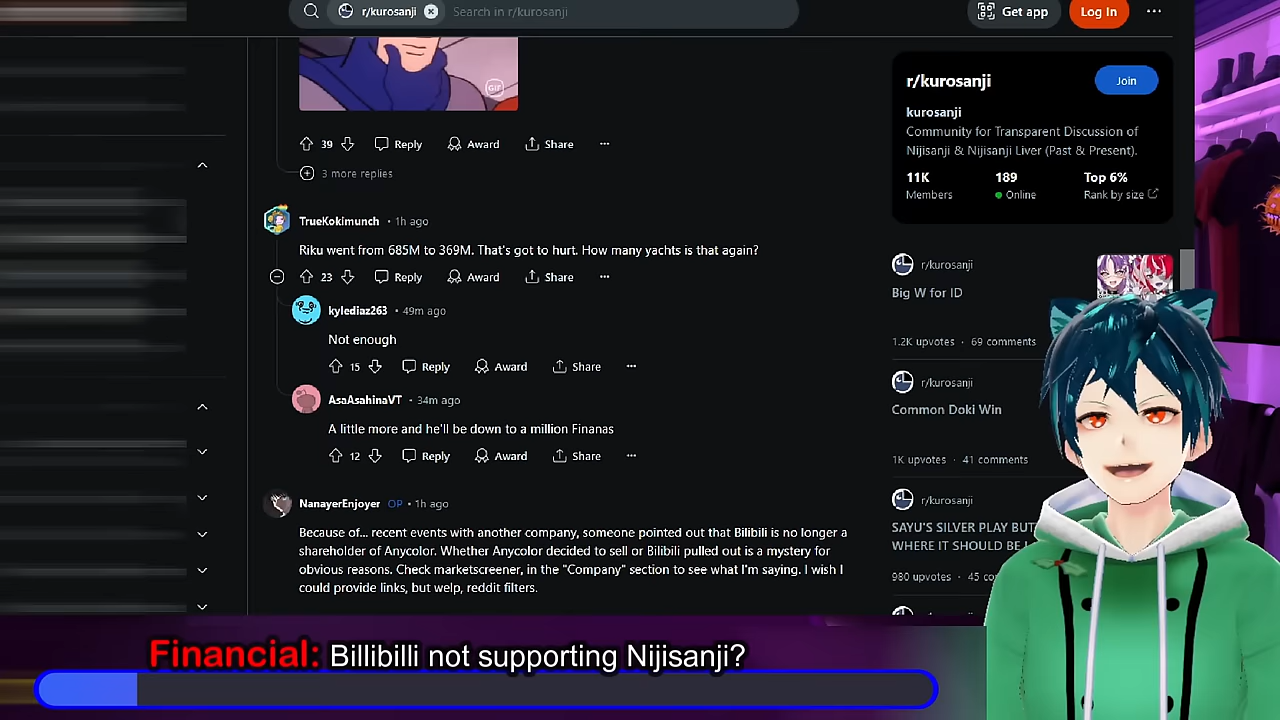 r/kurosanji
Search in r/kurosanji
Get app
Log In
GIF
39
Reply
Award
Share
3 more replies
TrueKokimunch • 1h ago
Riku went from 685M to 369M. That's got to hurt. How many yachts is that again?
23
Reply
Award
Share
kylediaz263 • 49m ago
Not enough
15
Reply
Award
Share
AsaAsahinaVT • 34m ago
A little more and he'll be down to a million Finanas
12
Reply
Award
Share
NanayerEnjoyer OP • 1h ago
Because of... recent events with another company, someone pointed out that Bilibili is no longer a
shareholder of Anycolor. Whether Anycolor decided to sell or Bilibili pulled out is a mystery for
obvious reasons. Check marketscreener, in the "Company" section to see what I'm saying. I wish I
could provide links, but welp, reddit filters.
r/kurosanji
Join
kurosanji
Community for Transparent Discussion of
Nijisanji & Nijisanji Liver (Past & Present).
11K
189
Top 6%
Members
Online
Rank by size
r/kurosanji
Big W for ID
1.2K upvotes • 69 comments
r/kurosanji
Common Doki Win
1K upvotes • 41 comments
r/kurosanji
SAYU'S SILVER PLAY
WHERE IT SHOULD BE
980 upvotes • 45
Financial: Billibilli not supporting Nijisanji?